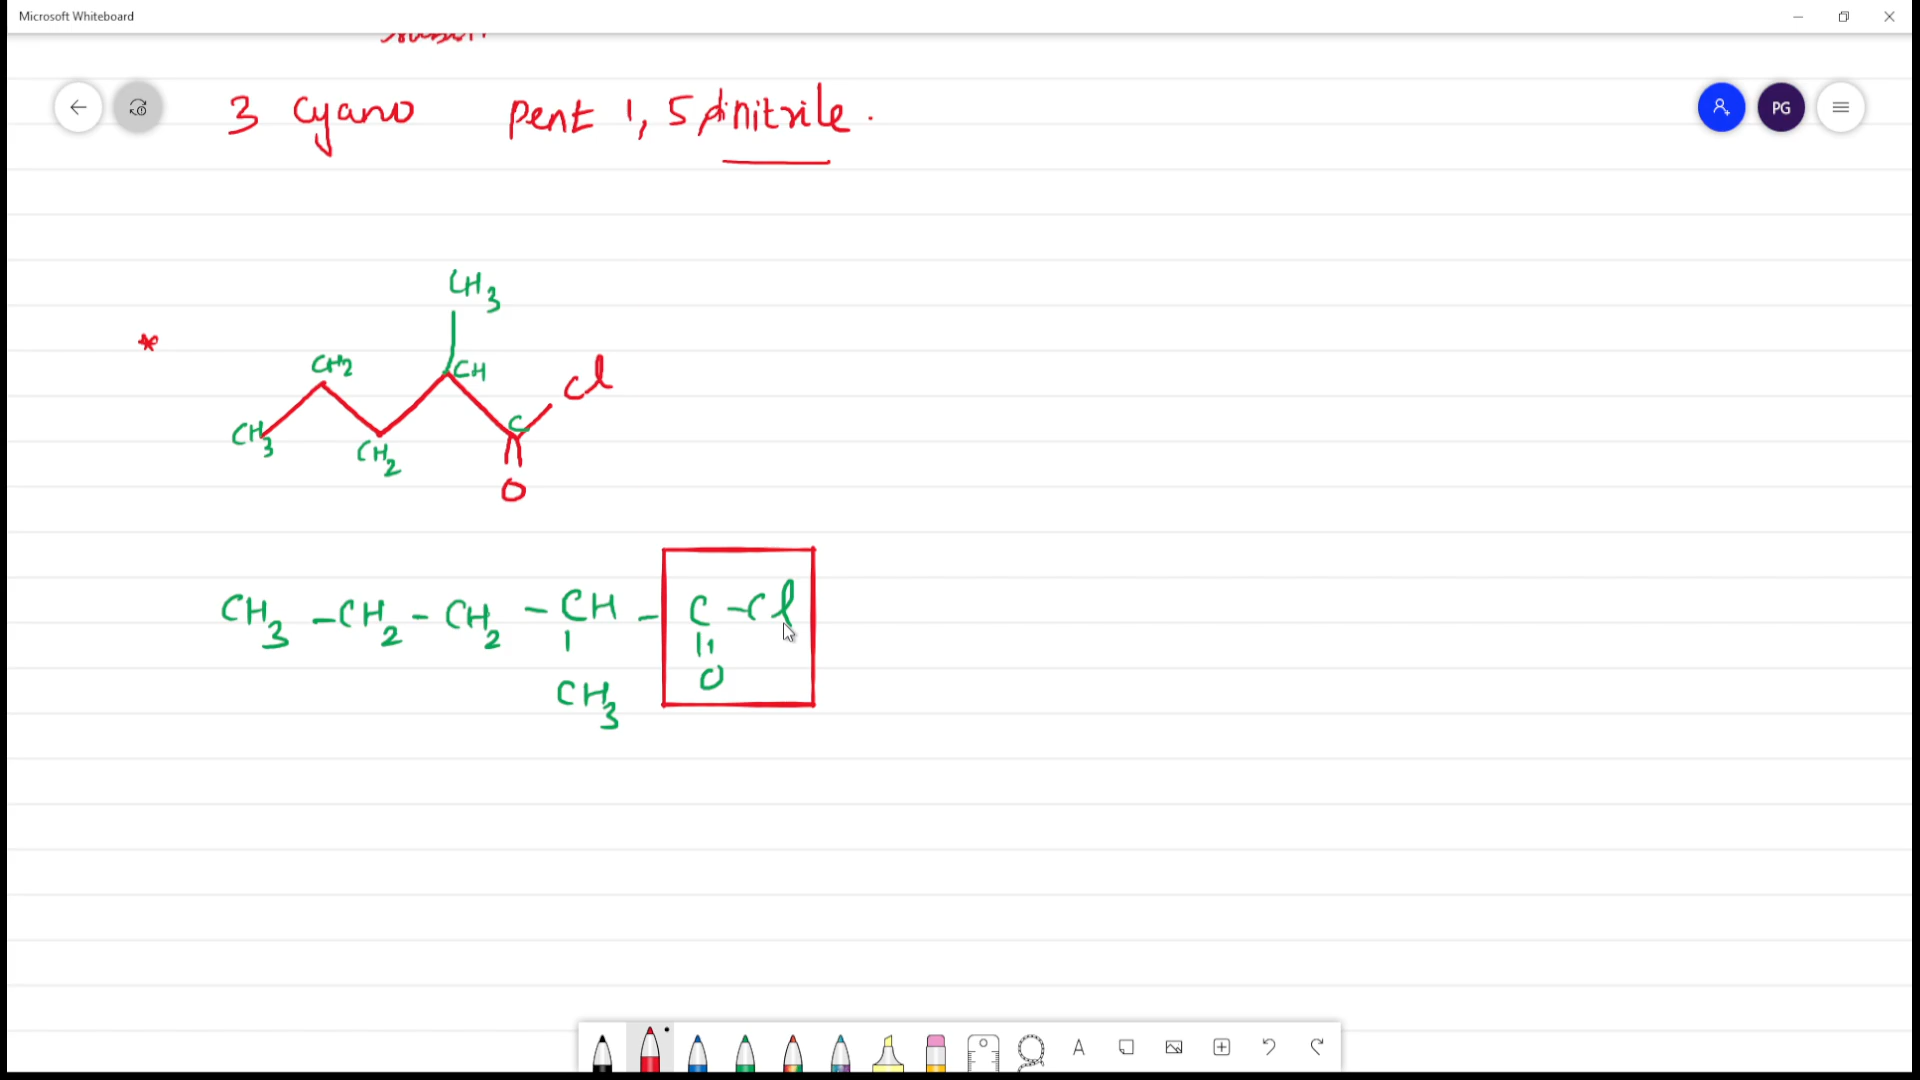 Microsoft Whiteboard
3 Cyano pent 1, 5 dinitrile.
PG
CH3
*
CH2 CH Cl
CH3 CH2 C
O
CH3 - CH2 - CH2 - CH - C - Cl
O
CH3
A